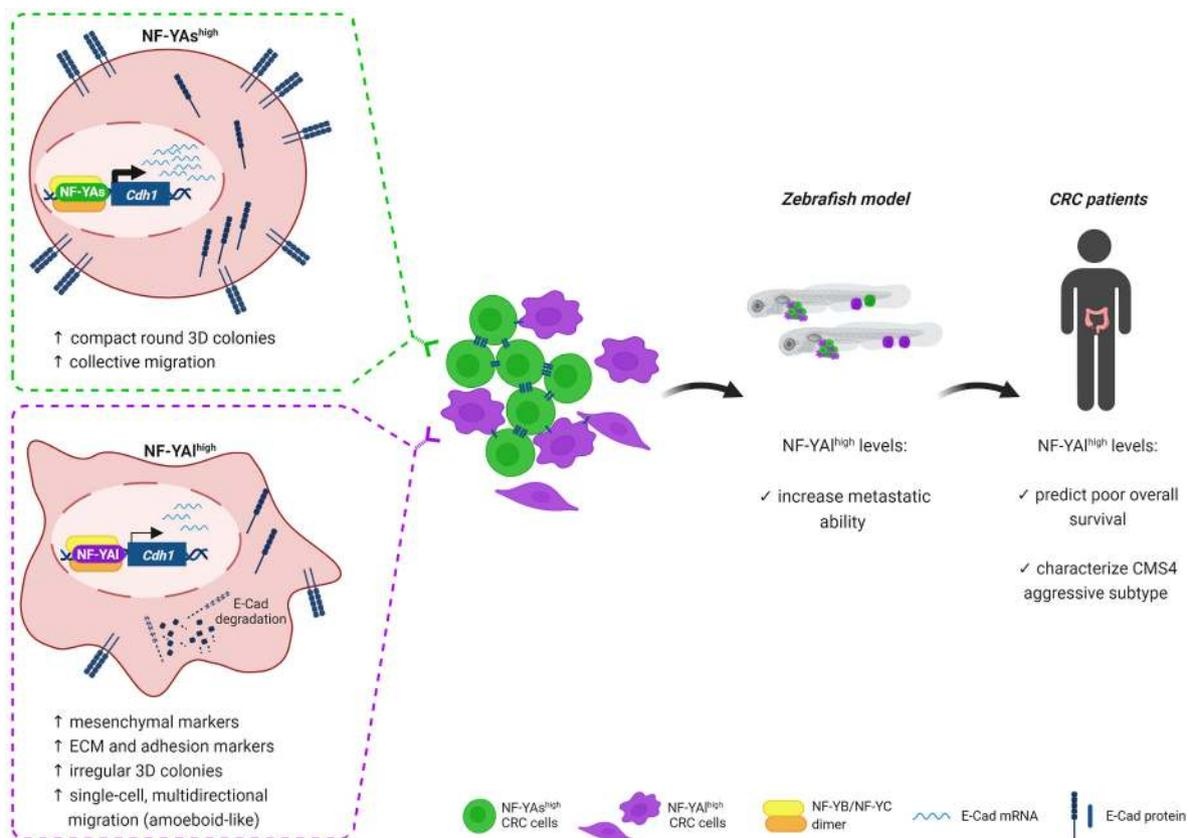 NF-YAs^high
NF-YAs
Cdh1
↑ compact round 3D colonies
↑ collective migration
NF-YAl^high
NF-YAl
Cdh1
E-Cad
degradation
↑ mesenchymal markers
↑ ECM and adhesion markers
↑ irregular 3D colonies
↑ single-cell, multidirectional
migration (amoeboid-like)
Zebrafish model
NF-YAl^high levels:
✓ increase metastatic
ability
CRC patients
NF-YAl^high levels:
✓ predict poor overall
survival
✓ characterize CMS4
aggressive subtype
NF-YAs^high
CRC cells
NF-YAl^high
CRC cells
NF-YB/NF-YC
dimer
E-Cad mRNA
E-Cad protein